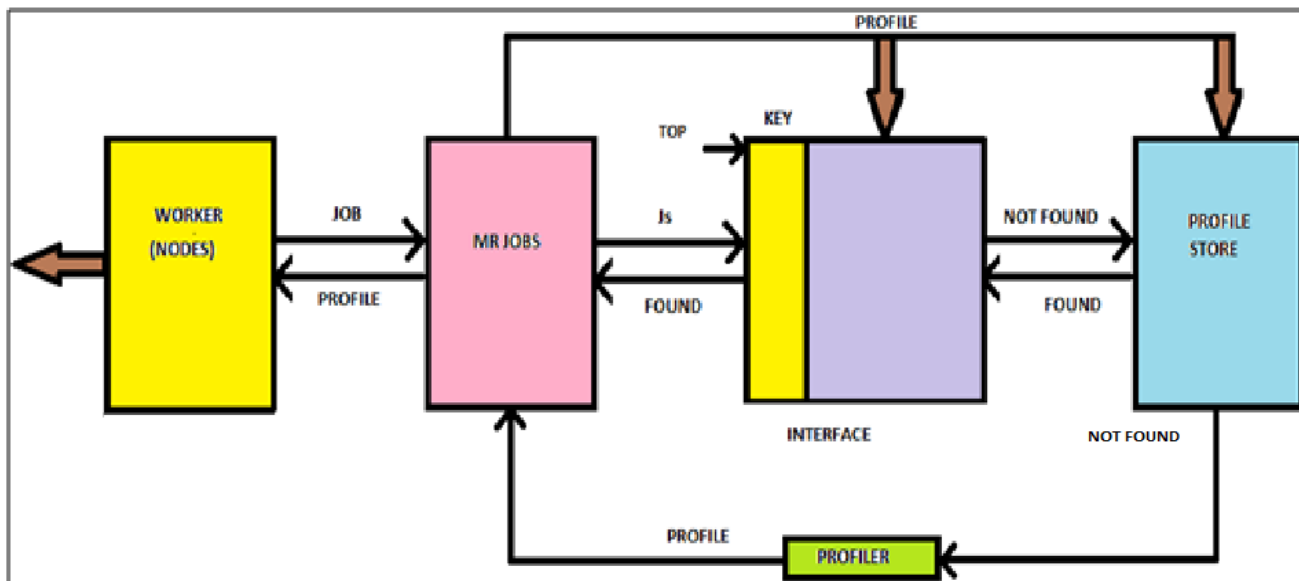 PROFILE
KEY
TOP
WORKER
(NODES)
JOB
PROFILE
MR JOBS
Js
FOUND
NOT FOUND
FOUND
PROFILE
STORE
INTERFACE
NOT FOUND
PROFILE
PROFILER